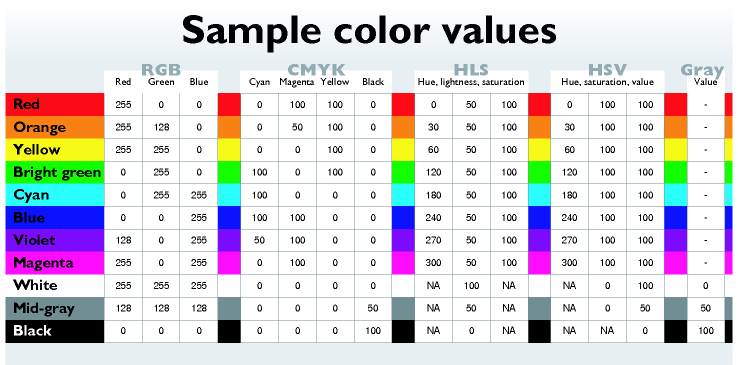 Sample color values
RGB CMYK HLS HSV Gray
Red Green Blue Cyan Magenta Yellow Black Hue, lightness, saturation Hue, saturation, value Value
Red 255 0 0 0 100 100 0 0 50 100 0 100 100 -
Orange 255 128 0 0 50 100 0 30 50 100 30 100 100 -
Yellow 255 255 0 0 0 100 0 60 50 100 60 100 100 -
Bright green 0 255 0 100 0 100 0 120 50 100 120 100 100 -
Cyan 0 255 255 100 0 0 0 180 50 100 180 100 100 -
Blue 0 0 255 100 100 0 0 240 50 100 240 100 100 -
Violet 128 0 255 50 100 0 0 270 50 100 270 100 100 -
Magenta 255 0 255 0 100 0 0 300 50 100 300 100 100 -
White 255 255 255 0 0 0 0 NA 100 NA NA 0 100 0
Mid-gray 128 128 128 0 0 0 50 NA 50 NA NA 0 50 50
Black 0 0 0 0 0 0 100 NA 0 NA NA NA 0 100